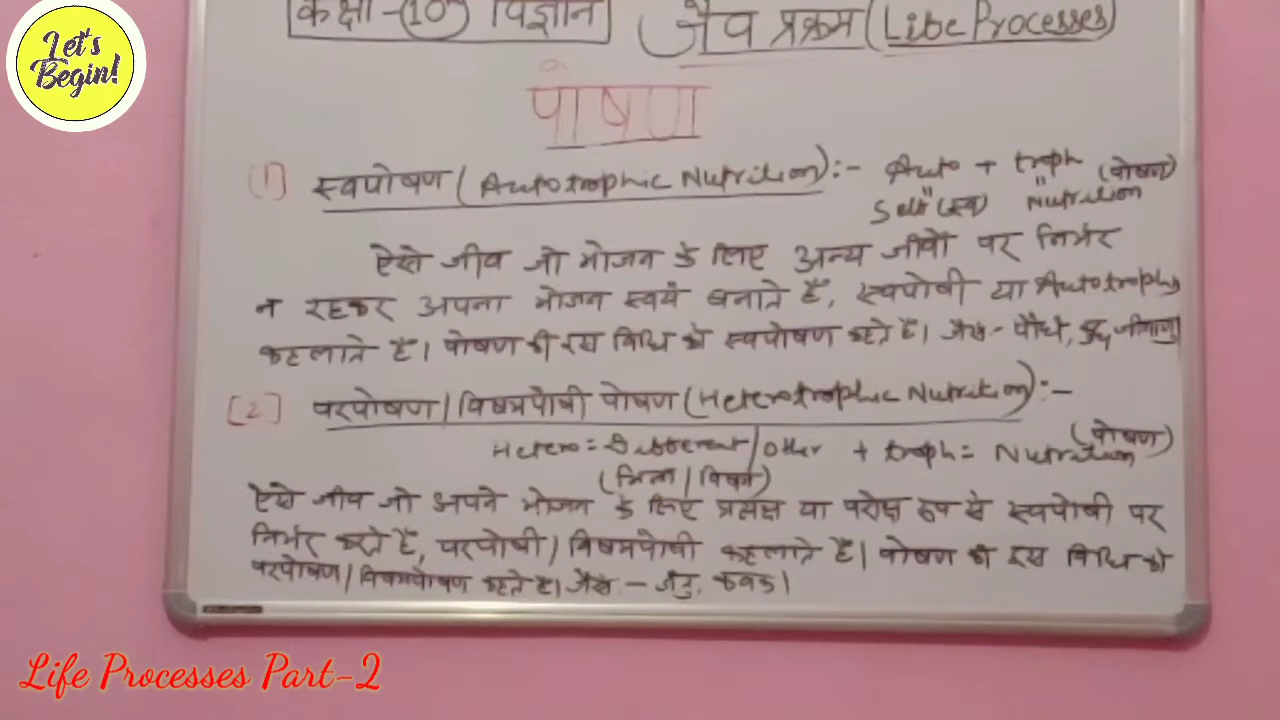 Let's
Begin!
कक्षा-(10) विज्ञान जैव प्रक्रम (Life Processes)
पोषण
(1) स्वपोषण (Autotrophic Nutrition) :- Auto + troph (पोषण)
Self (स्व) Nutrition
ऐसे जीव जो भोजन के लिए अन्य जीवों पर निर्भर
न रहकर अपना भोजन स्वयं बनाते हैं, स्वपोषी या Autotrophs
कहलाते हैं। पोषण की इस विधि को स्वपोषण कहते हैं। जैसे- पौधे, कुछ जीवाणु
(2) परपोषण / विषमपोषी पोषण (Heterotrophic Nutrition) :-
Hetero = Different / Other + troph = Nutrition (पोषण)
(भिन्न / विषम)
ऐसे जीव जो अपने भोजन के लिए प्रत्यक्ष या परोक्ष रूप से स्वपोषी पर
निर्भर करते हैं, परपोषी / विषमपोषी कहलाते हैं। पोषण की इस विधि को
परपोषण / विषमपोषण कहते है। जैसे - जंतु, कवक।
Life Processes Part-2